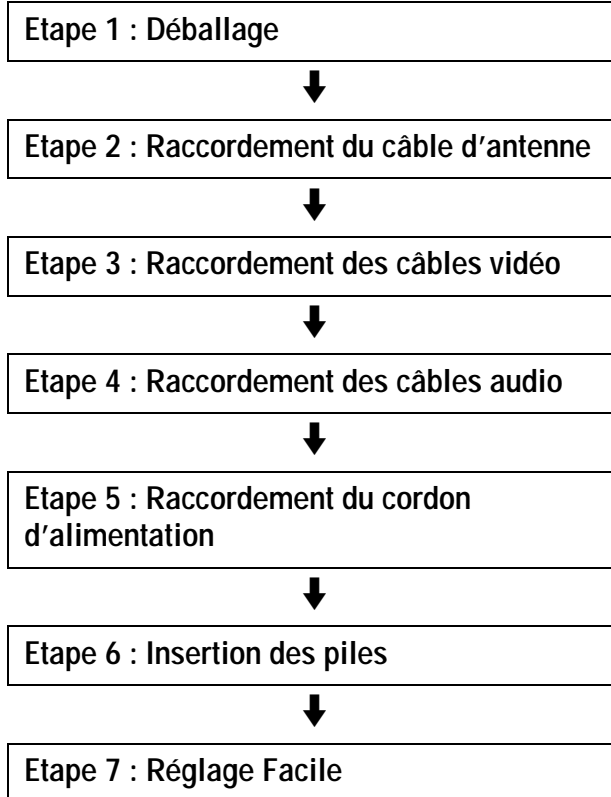 Etape 1 : Déballage
Etape 2 : Raccordement du câble d’antenne
Etape 3 : Raccordement des câbles vidéo
Etape 4 : Raccordement des câbles audio
Etape 5 : Raccordement du cordon
d’alimentation
Etape 6 : Insertion des piles
Etape 7 : Réglage Facile